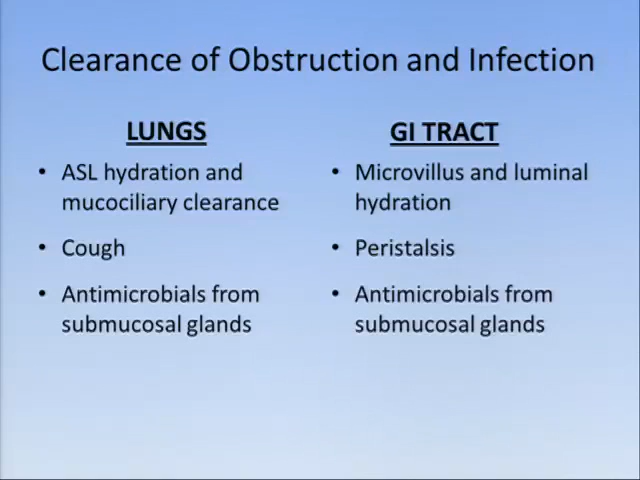 Clearance of Obstruction and Infection
LUNGS
• ASL hydration and
mucociliary clearance
• Cough
• Antimicrobials from
submucosal glands
GI TRACT
• Microvillus and luminal
hydration
• Peristalsis
• Antimicrobials from
submucosal glands